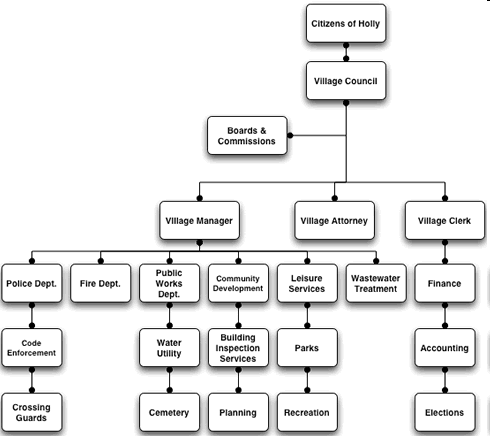 Citizens of Holly
Village Council
Boards &
Commissions
Village Manager
Village Attorney
Village Clerk
Police Dept.
Fire Dept.
Public
Works
Dept.
Community
Development
Leisure
Services
Wastewater
Treatment
Finance
Code
Enforcement
Water
Utility
Building
Inspection
Services
Parks
Accounting
Crossing
Guards
Cemetery
Planning
Recreation
Elections